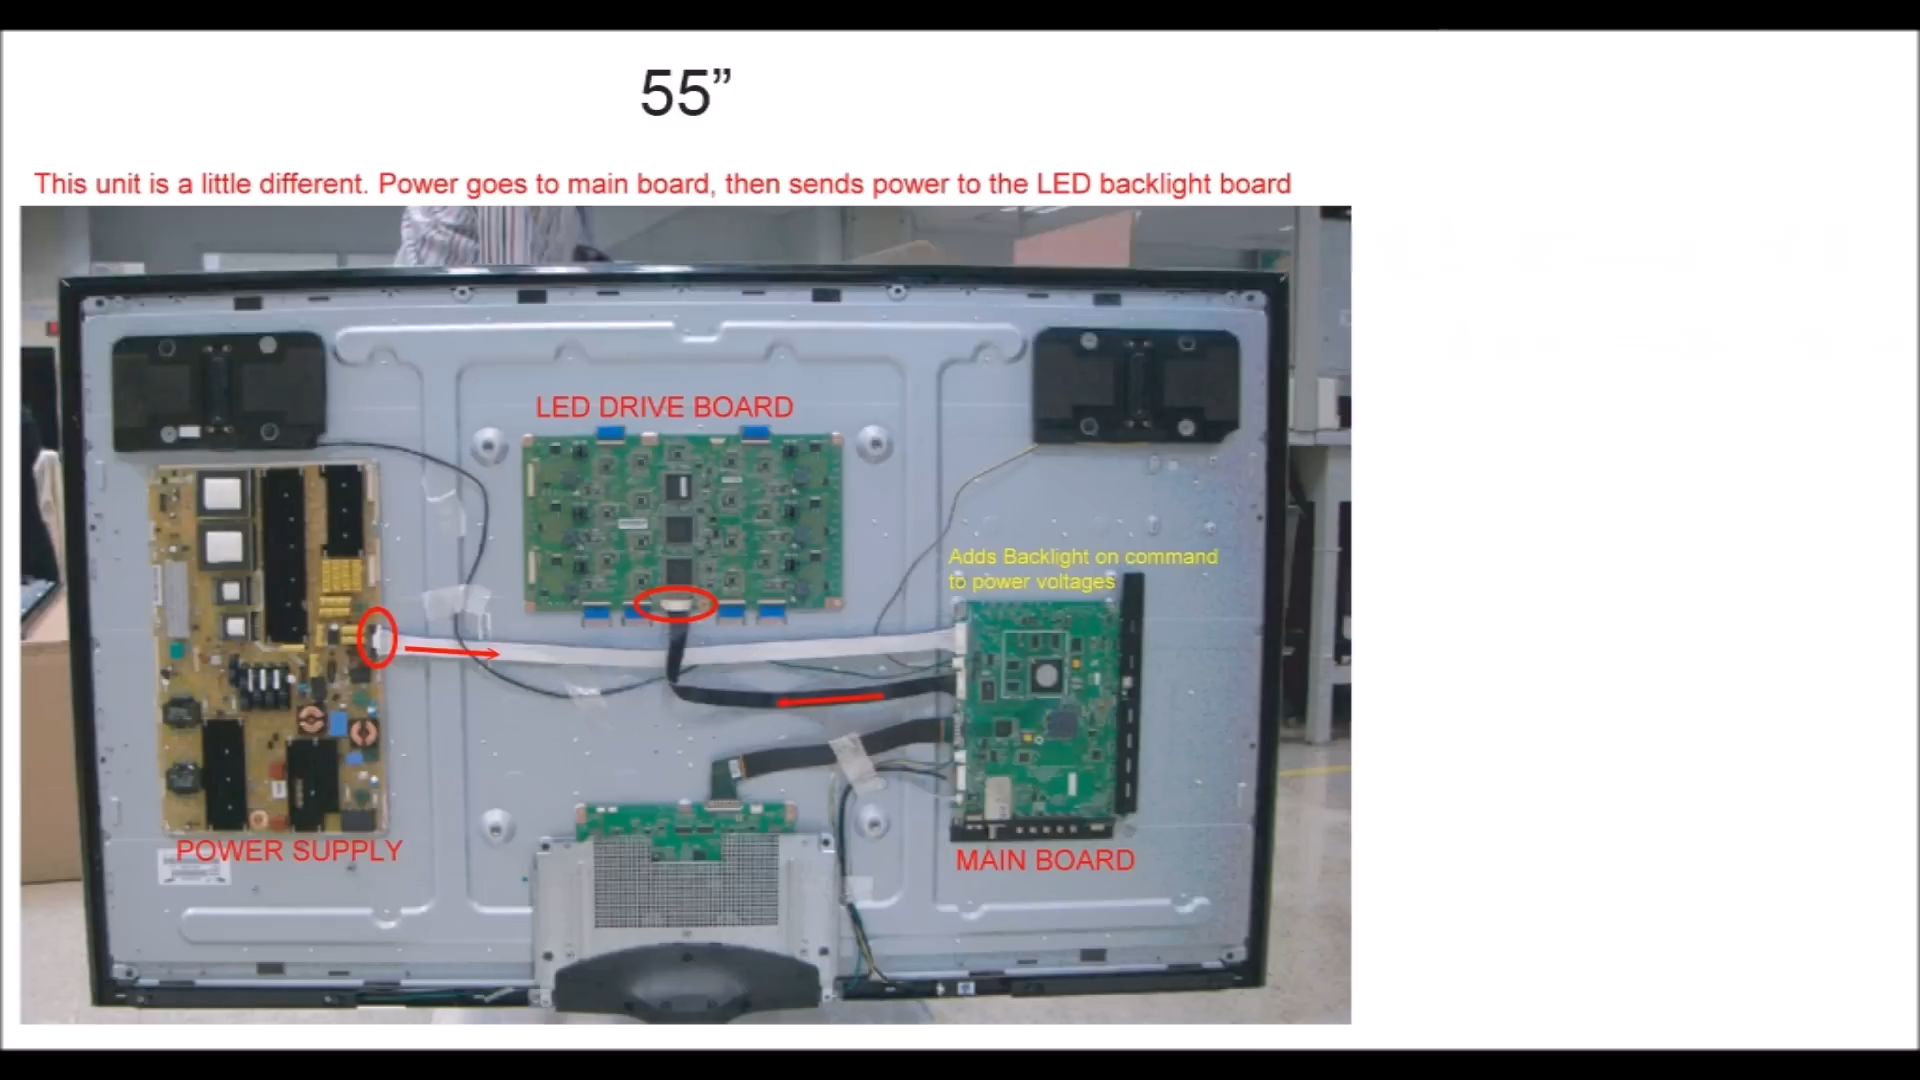 55”
This unit is a little different. Power goes to main board, then sends power to the LED backlight board
LED DRIVE BOARD
Adds Backlight on command
to power voltages
POWER SUPPLY
MAIN BOARD